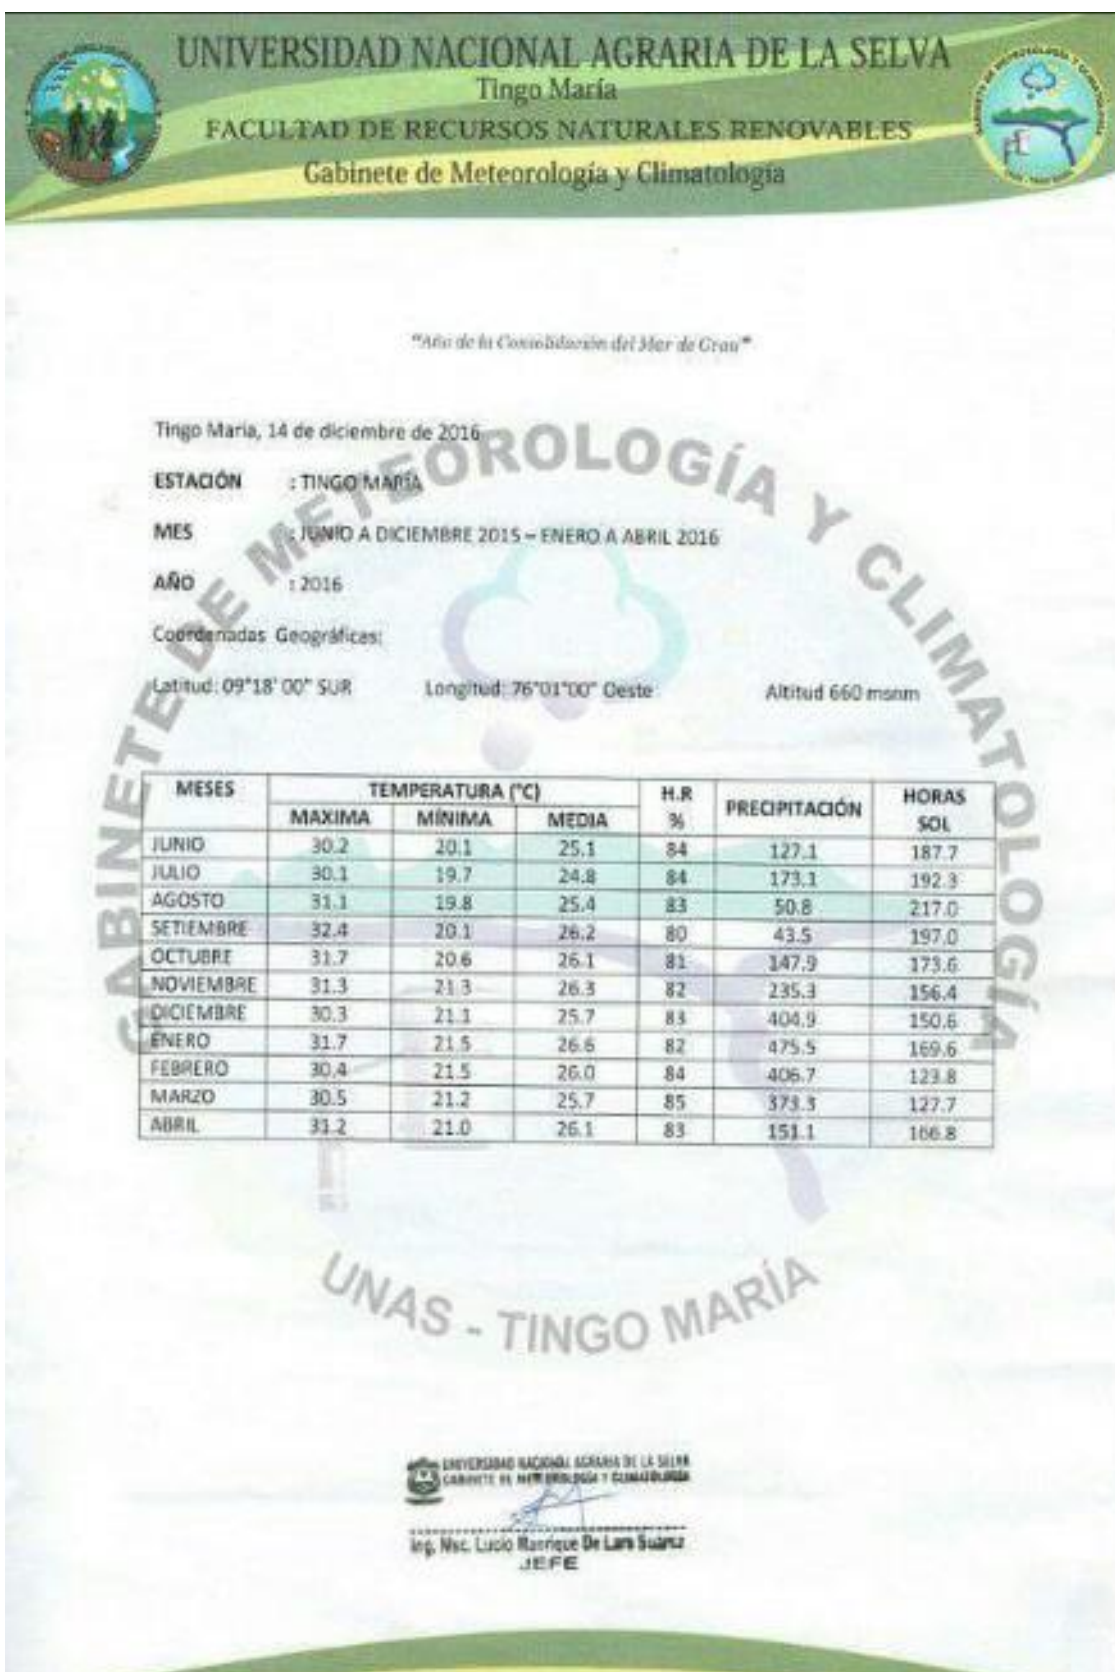 UNIVERSIDAD NACIONAL AGRARIA DE LA SELVA
Tingo María
FACULTAD DE RECURSOS NATURALES RENOVABLES
Gabinete de Meteorología y Climatología
"Año de la Consolidación del Mar de Grau"
Tingo María, 14 de diciembre de 2016
ESTACIÓN : TINGO MARÍA
MES : JUNIO A DICIEMBRE 2015 – ENERO A ABRIL 2016
AÑO : 2016
Coordenadas Geográficas:
Latitud: 09°18' 00" SUR Longitud: 76°01'00" Oeste Altitud 660 msnm
MESES TEMPERATURA (°C) H.R % PRECIPITACIÓN HORAS SOL
MAXIMA MÍNIMA MEDIA
JUNIO 30.2 20.1 25.1 84 127.1 187.7
JULIO 30.1 19.7 24.8 84 173.1 192.3
AGOSTO 31.1 19.8 25.4 83 50.8 217.0
SETIEMBRE 32.4 20.1 26.2 80 43.5 197.0
OCTUBRE 31.7 20.6 26.1 81 147.9 173.6
NOVIEMBRE 31.3 21.3 26.3 82 235.3 156.4
DICIEMBRE 30.3 21.1 25.7 83 404.9 150.6
ENERO 31.7 21.5 26.6 82 475.5 169.6
FEBRERO 30.4 21.5 26.0 84 406.7 123.8
MARZO 30.5 21.2 25.7 85 373.3 127.7
ABRIL 31.2 21.0 26.1 83 151.1 166.8
GABINETE DE METEOROLOGÍA Y CLIMATOLOGÍA
UNAS - TINGO MARÍA
UNIVERSIDAD NACIONAL AGRARIA DE LA SELVA
GABINETE DE METEOROLOGÍA Y CLIMATOLOGÍA
Ing. Msc. Lucio Manrique De Lara Suárez
JEFE